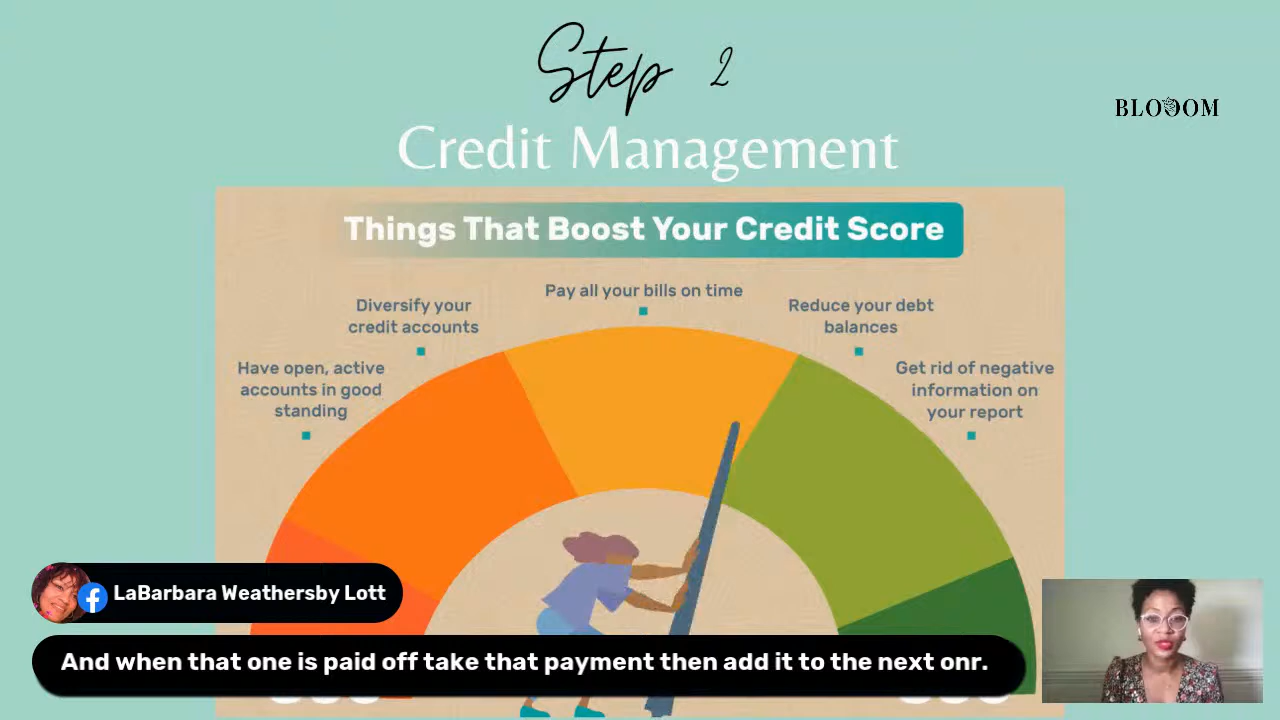 Step 2
BLOOOM
Credit Management
Things That Boost Your Credit Score
Pay all your bills on time
Diversify your
credit accounts
Reduce your debt
balances
Have open, active
accounts in good
standing
Get rid of negative
information on
your report
LaBarbara Weathersby Lott
And when that one is paid off take that payment then add it to the next onr.